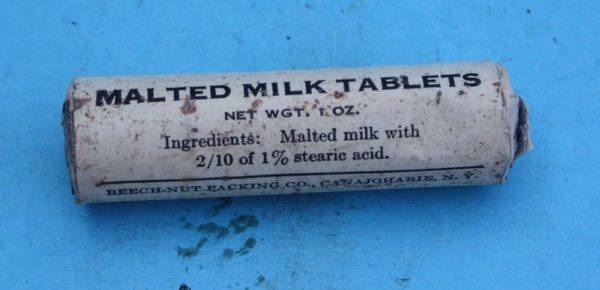 MALTED MILK TABLETS
NET WGT. 1 OZ.
Ingredients: Malted milk with
2/10 of 1% stearic acid.
BEECH-NUT PACKING CO., CANAJOHARIE, N. Y.